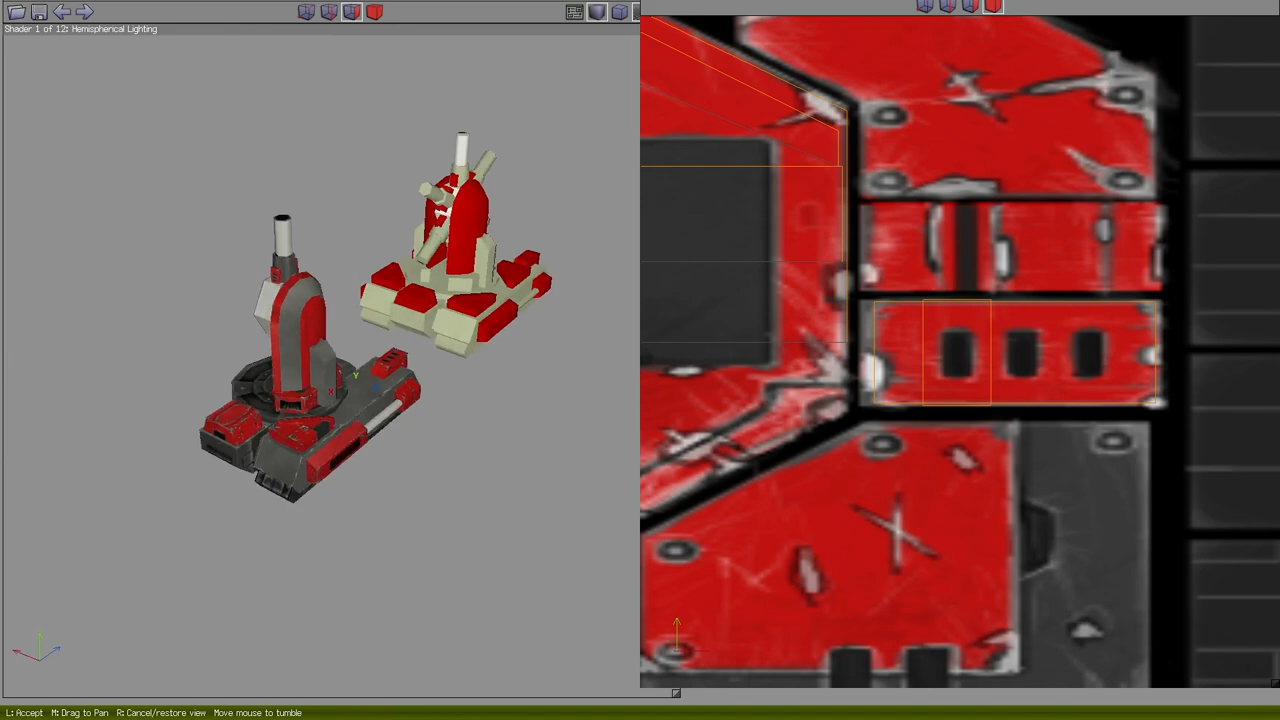 Shader 1 of 12: Hemispherical Lighting
Y
X
L: Accept   M: Drag to Pan   R: Cancel/restore view   Move mouse to tumble